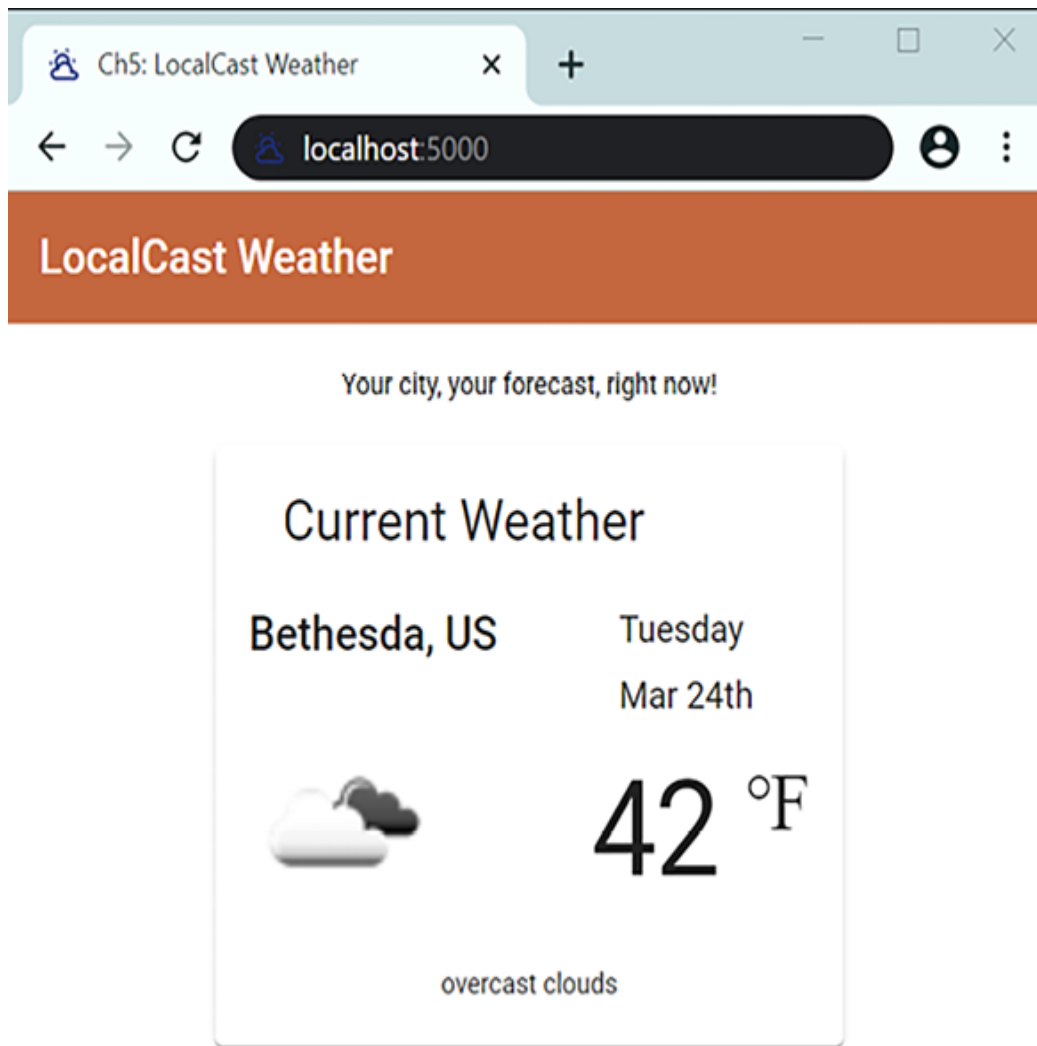 Ch5: LocalCast Weather
localhost:5000
LocalCast Weather
Your city, your forecast, right now!
Current Weather
Bethesda, US
Tuesday
Mar 24th
42 °F
overcast clouds